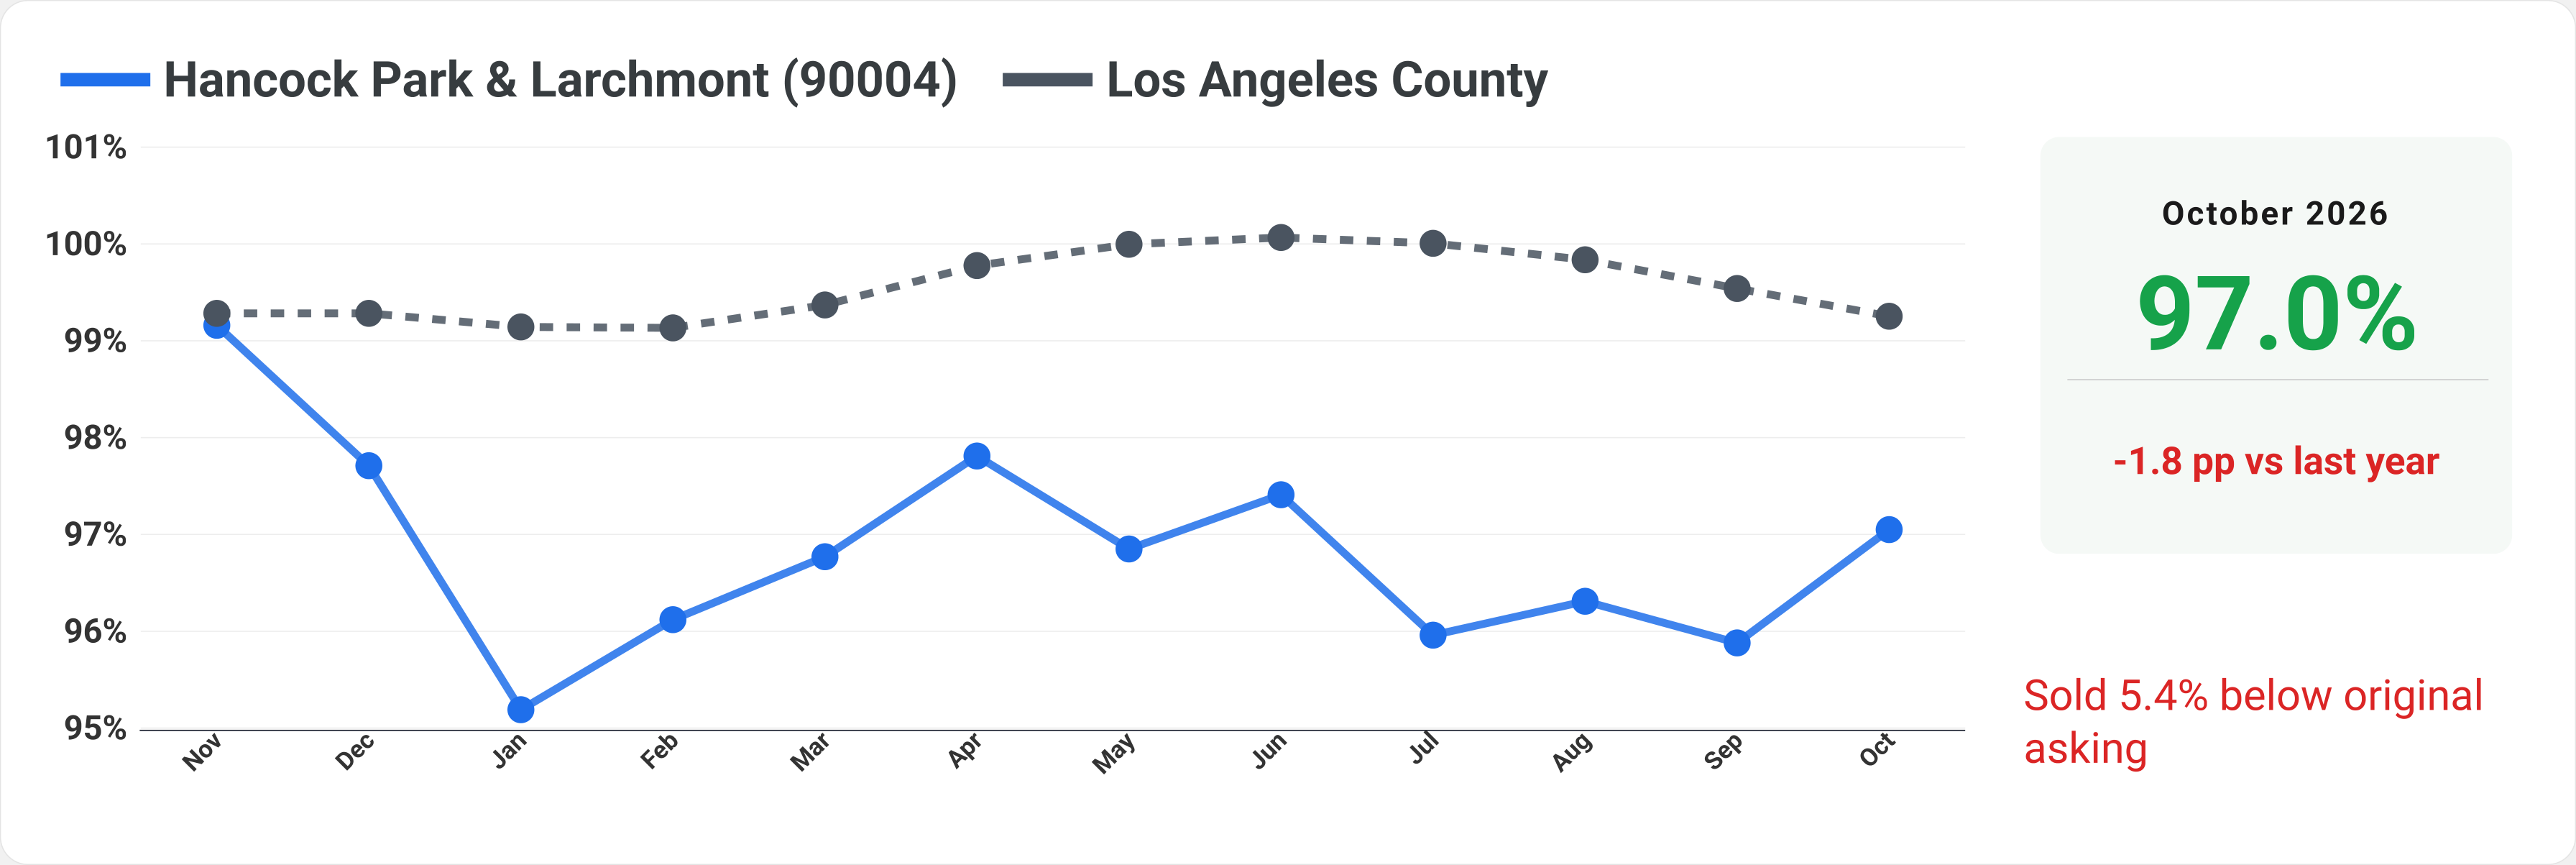 Hancock Park & Larchmont (90004) Los Angeles County
101%
100%
99%
98%
97%
96%
95%
Nov Dec Jan Feb Mar Apr May Jun Jul Aug Sep Oct
October 2026
97.0%
-1.8 pp vs last year
Sold 5.4% below original
asking